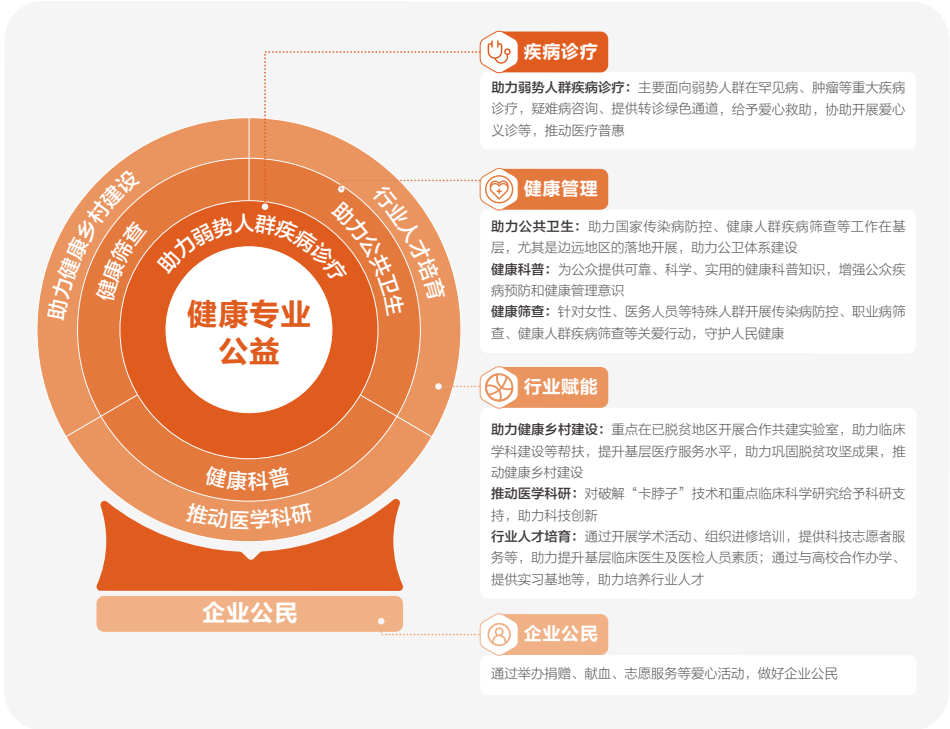 助力健康乡村建设
健康筛查
助力弱势人群疾病诊疗
助力公共卫生
行业人才培育
健康专业
公益
健康科普
推动医学科研
企业公民
疾病诊疗
助力弱势人群疾病诊疗：主要面向弱势人群在罕见病、肿瘤等重大疾病
诊疗，疑难病咨询、提供转诊绿色通道，给予爱心救助，协助开展爱心
义诊等，推动医疗普惠
健康管理
助力公共卫生：助力国家传染病防控、健康人群疾病筛查等工作在基
层，尤其是边远地区的落地开展，助力公卫体系建设
健康科普：为公众提供可靠、科学、实用的健康科普知识，增强公众疾
病预防和健康管理意识
健康筛查：针对女性、医务人员等特殊人群开展传染病防控、职业病筛
查、健康人群疾病筛查等关爱行动，守护人民健康
行业赋能
助力健康乡村建设：重点在已脱贫地区开展合作共建实验室，助力临床
学科建设等帮扶，提升基层医疗服务水平，助力巩固脱贫攻坚成果，推
动健康乡村建设
推动医学科研：对破解“卡脖子”技术和重点临床科学研究给予科研支
持，助力科技创新
行业人才培育：通过开展学术活动、组织进修培训，提供科技志愿者服
务等，助力提升基层临床医生及医检人员素质；通过与高校合作办学、
提供实习基地等，助力培养行业人才
企业公民
通过举办捐赠、献血、志愿服务等爱心活动，做好企业公民